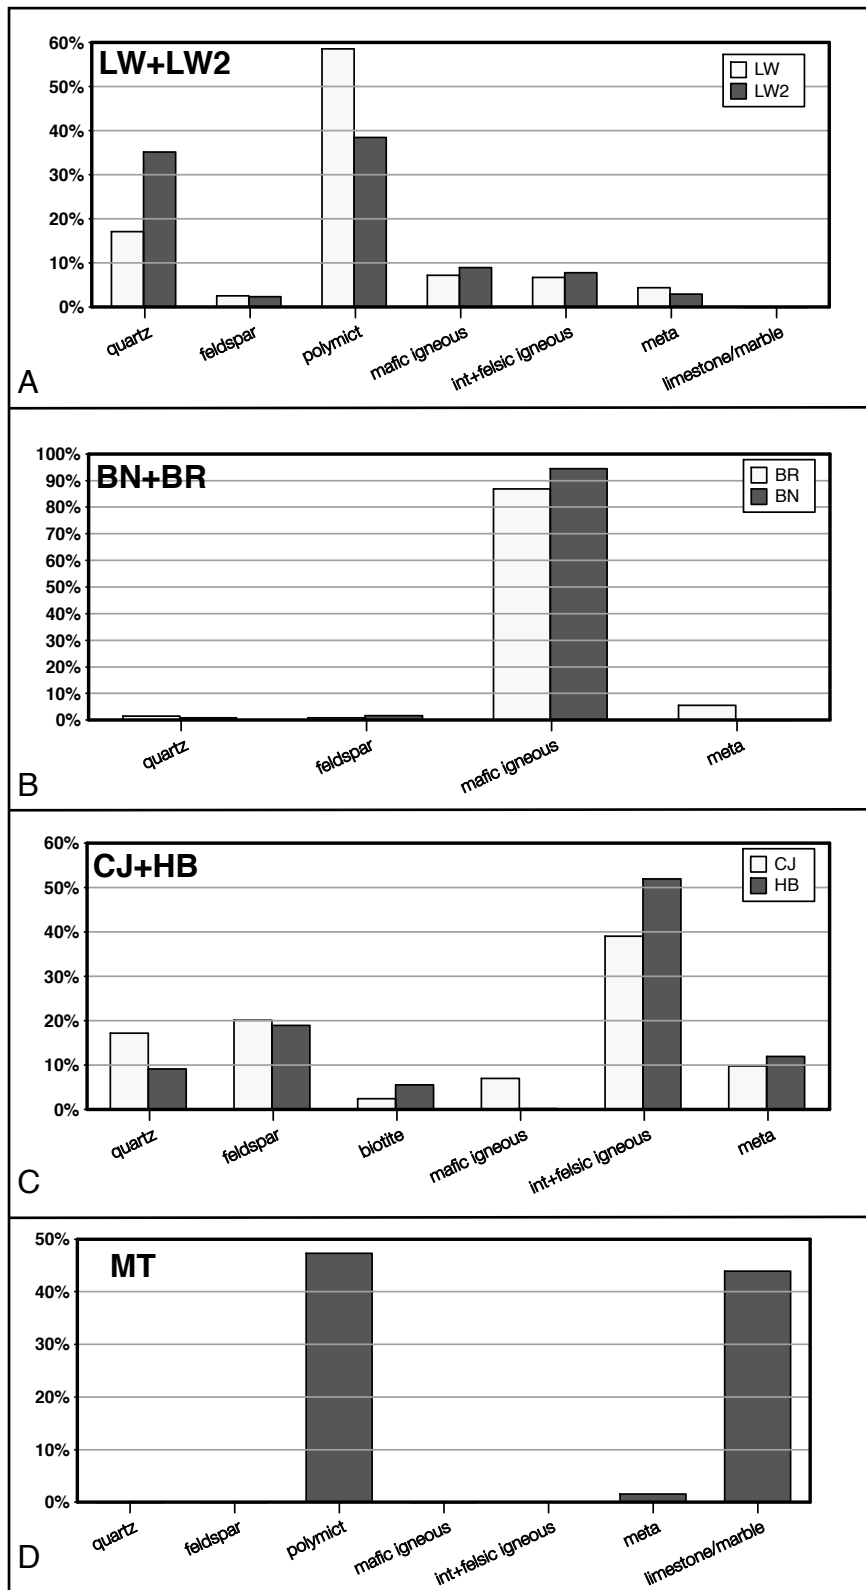 60%
LW+LW2
LW
50%
LW2
40%
30%
20%
10%
0%
quartz
feldspar
polymict
mafic igneous
int+felsic igneous
meta
limestone/marble
A
100%
BN+BR
BR
90%
BN
80%
70%
60%
50%
40%
30%
20%
10%
0%
quartz
feldspar
mafic igneous
meta
B
60%
CJ+HB
CJ
HB
50%
40%
30%
20%
10%
0%
quartz
feldspar
biotite
mafic igneous
int+felsic igneous
meta
C
50%
MT
40%
30%
20%
10%
0%
quartz
feldspar
polymict
mafic igneous
int+felsic igneous
meta
limestone/marble
D